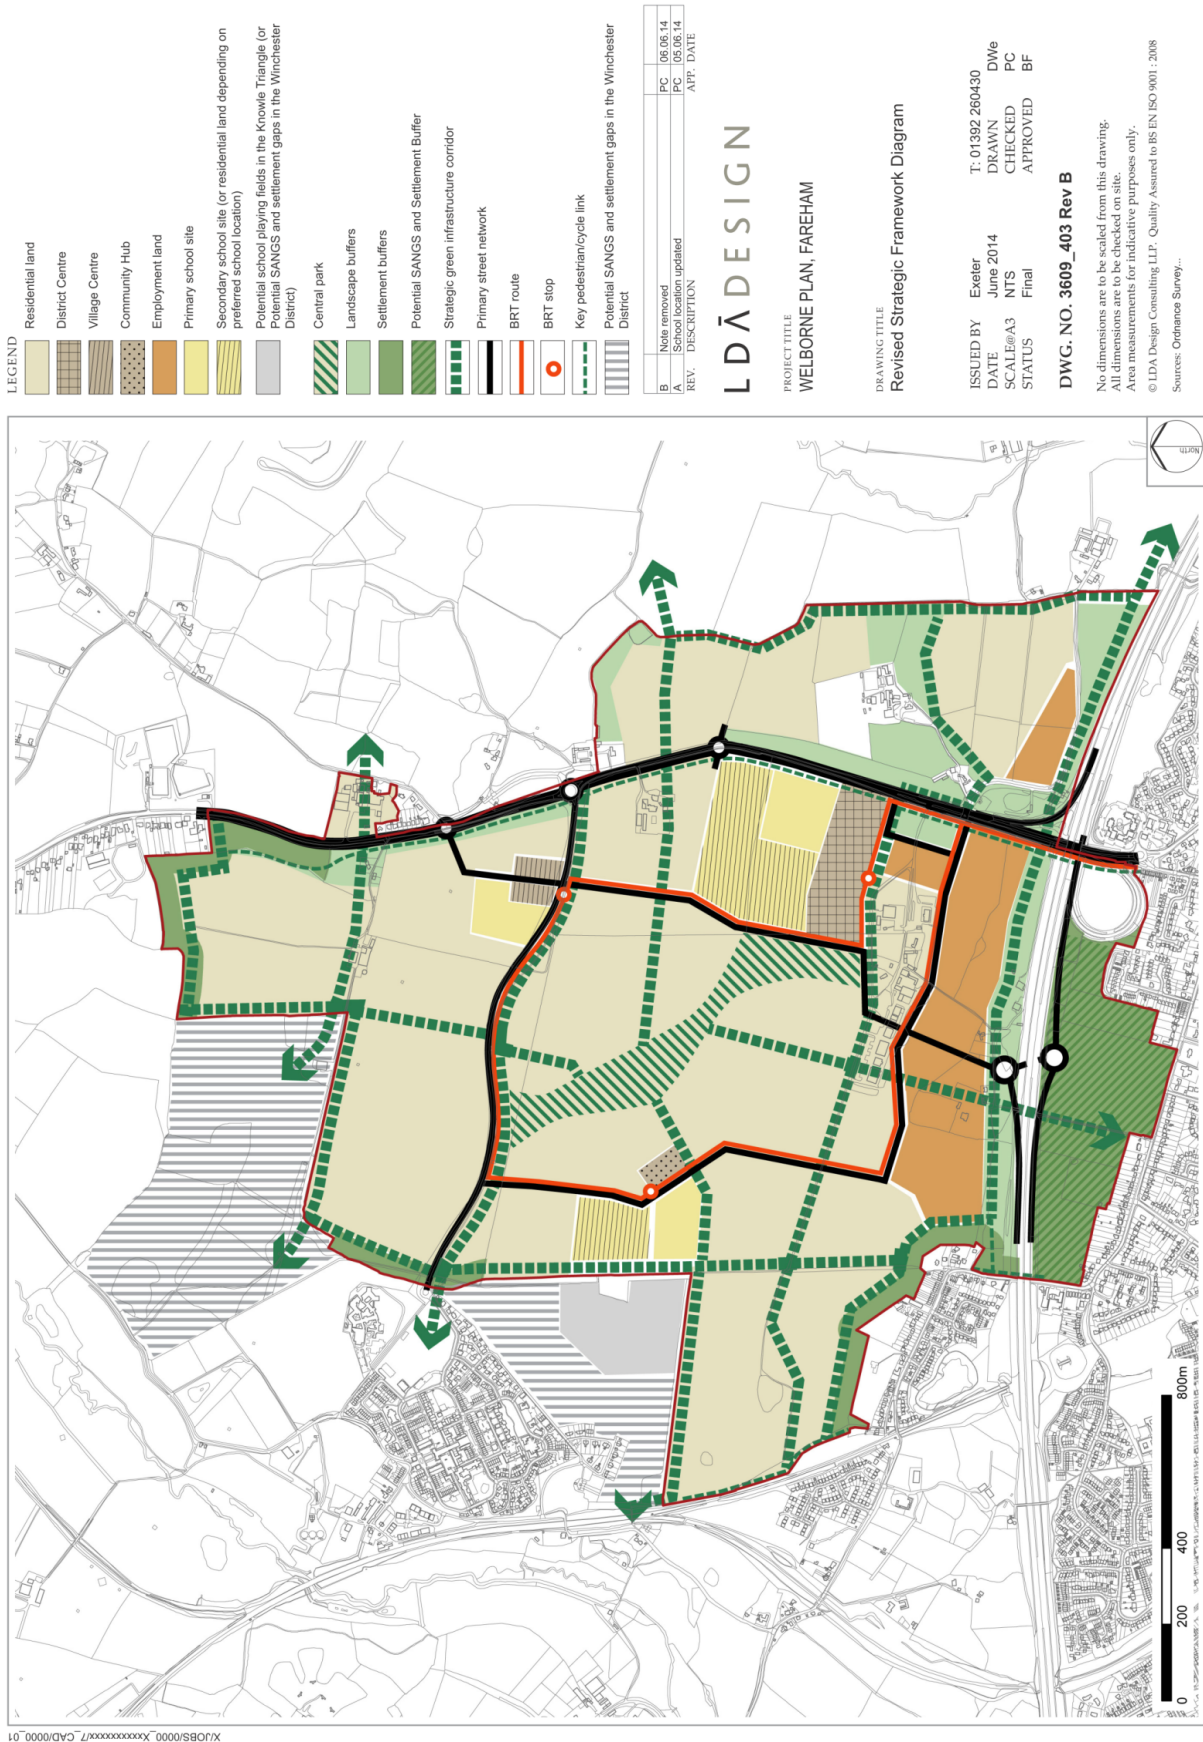 LEGEND
Residential land
District Centre
Village Centre
Community Hub
Employment land
Primary school site
Secondary school site (or residential land depending on
preferred school location)
Potential school playing fields in the Knowle Triangle (or
Potential SANGS and settlement gaps in the Winchester
District)
Central park
Landscape buffers
Settlement buffers
Potential SANGS and Settlement Buffer
Strategic green infrastructure corridor
Primary street network
BRT route
BRT stop
Key pedestrian/cycle link
Potential SANGS and settlement gaps in the Winchester
District
B Note removed PC 06.06.14
A School location updated PC 05.06.14
REV. DESCRIPTION APP. DATE
LDĀDESIGN
PROJECT TITLE
WELBORNE PLAN, FAREHAM
DRAWING TITLE
Revised Strategic Framework Diagram
ISSUED BY Exeter T: 01392 260430
DATE June 2014 DRAWN DWe
SCALE@A3 NTS CHECKED PC
STATUS Final APPROVED BF
DWG. NO. 3609_403 Rev B
No dimensions are to be scaled from this drawing.
All dimensions are to be checked on site.
Area measurements for indicative purposes only.
© LDA Design Consulting LLP. Quality Assured to BS EN ISO 9001 : 2008
Sources: Ordnance Survey...
North
0 200 400 800m
X/JOBS/0000_Xxxxxxxxxxx/7_CAD/0000_01